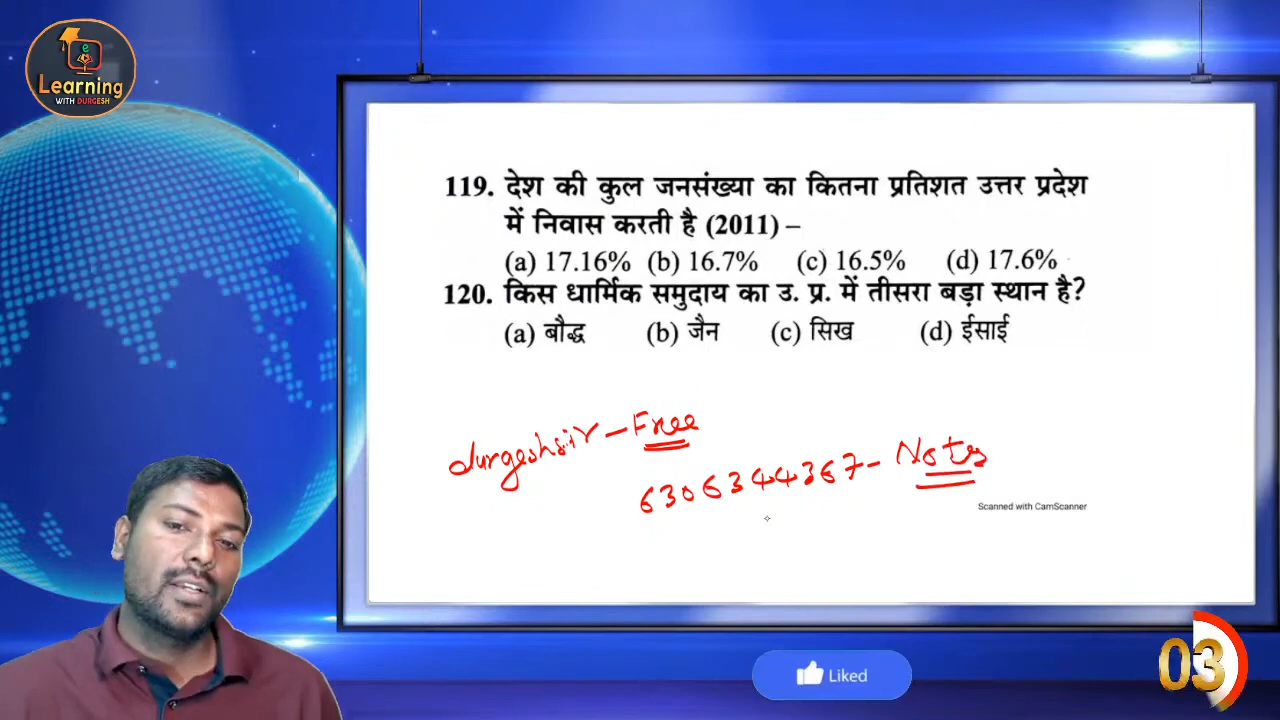 e
Learning
WITH DURGESH
119. देश की कुल जनसंख्या का कितना प्रतिशत उत्तर प्रदेश
में निवास करती है (2011) –
(a) 17.16% (b) 16.7% (c) 16.5% (d) 17.6%
120. किस धार्मिक समुदाय का उ. प्र. में तीसरा बड़ा स्थान है?
(a) बौद्ध (b) जैन (c) सिख (d) ईसाई
durgeshsir – Free
6306344367 – Notes
Scanned with CamScanner
Liked
03